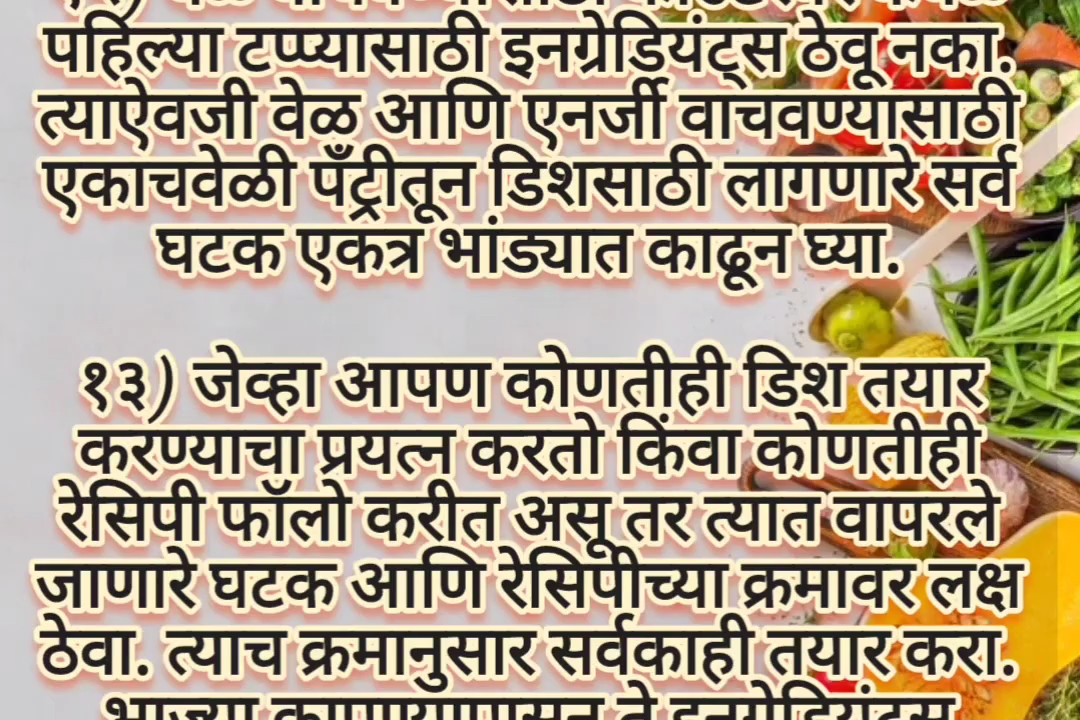 पहिल्या टप्प्यासाठी इनग्रेडियंट्स ठेवू नका.
त्याऐवजी वेळ आणि एनर्जी वाचवण्यासाठी
एकाचवेळी पँट्रीतून डिशसाठी लागणारे सर्व
घटक एकत्र भांड्यात काढून घ्या.
१३) जेव्हा आपण कोणतीही डिश तयार
करण्याचा प्रयत्न करतो किंवा कोणतीही
रेसिपी फॉलो करीत असू तर त्यात वापरले
जाणारे घटक आणि रेसिपीच्या क्रमावर लक्ष
ठेवा. त्याच क्रमानुसार सर्वकाही तयार करा.